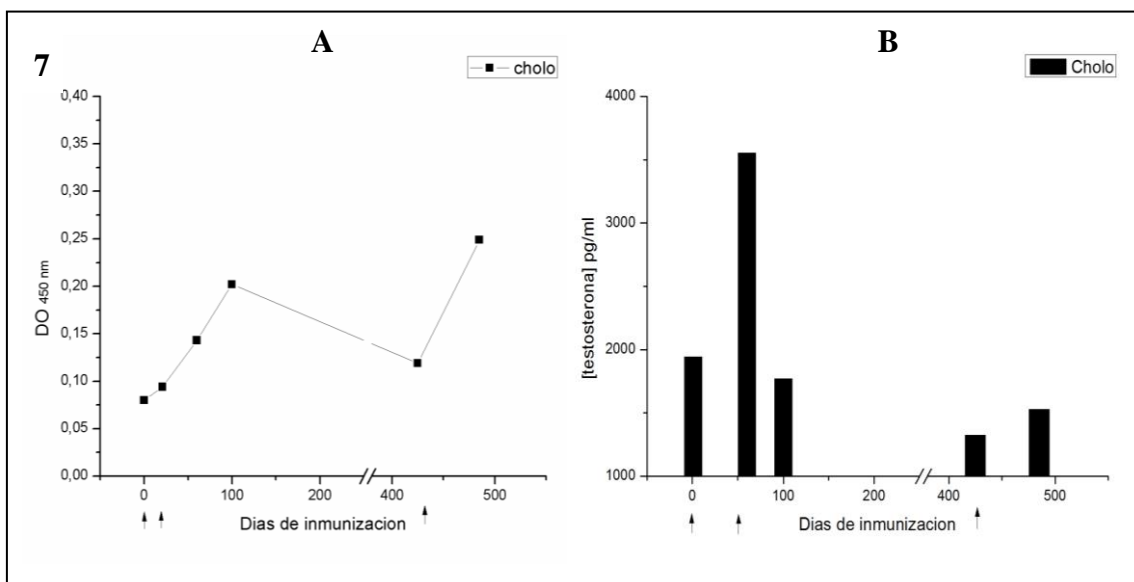 7
A
cholo
0,40
0,35
0,30
0,25
0,20
0,15
0,10
0,05
0,00
DO 450 nm
0 100 200 400 500
Dias de inmunizacion
B
Cholo
4000
3000
2000
1000
[testosterona] pg/ml
0 100 200 400 500
Dias de inmunizacion